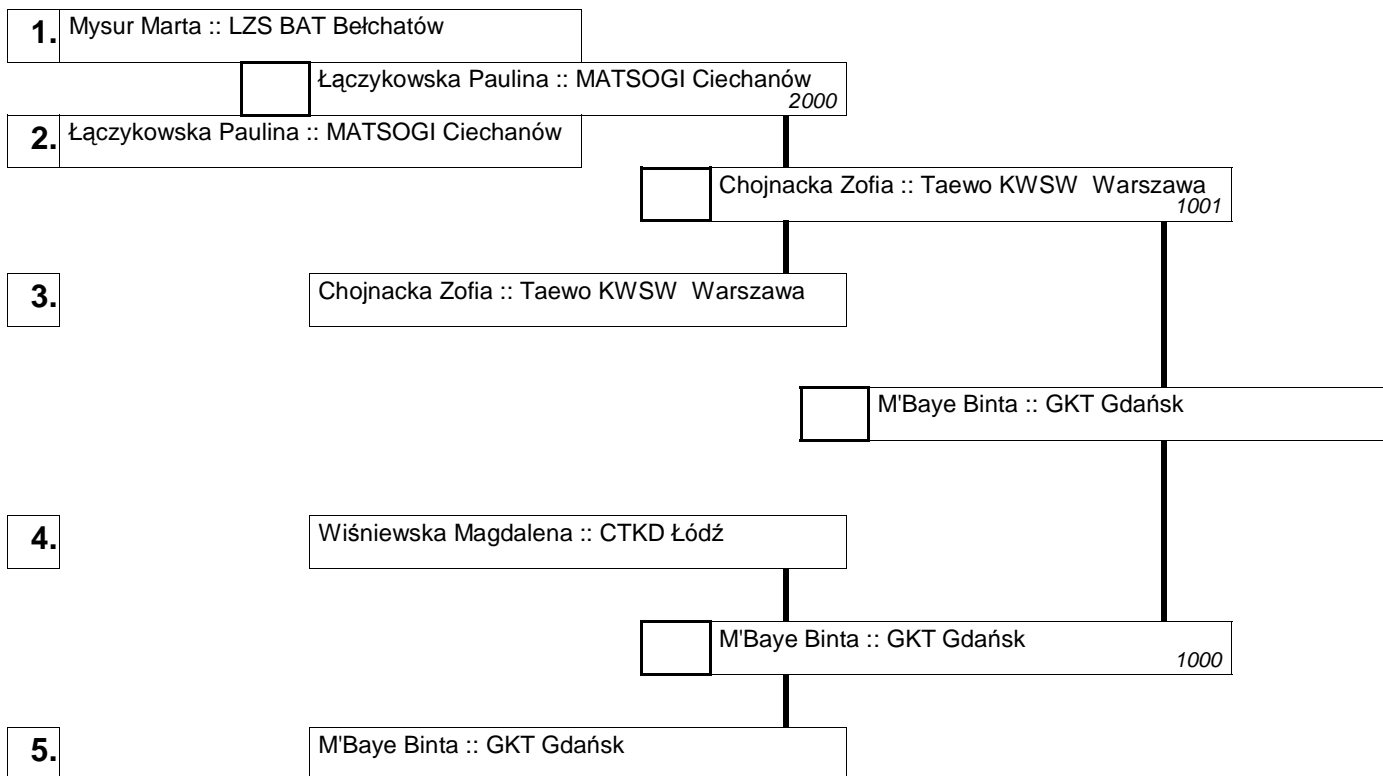 1. Mysur Marta :: LZS BAT Bełchatów
Łączykowska Paulina :: MATSOGI Ciechanów
2000
2. Łączykowska Paulina :: MATSOGI Ciechanów
Chojnacka Zofia :: Taewo KWSW  Warszawa
1001
3. Chojnacka Zofia :: Taewo KWSW  Warszawa
M'Baye Binta :: GKT Gdańsk
4. Wiśniewska Magdalena :: CTKD Łódź
M'Baye Binta :: GKT Gdańsk
1000
5. M'Baye Binta :: GKT Gdańsk